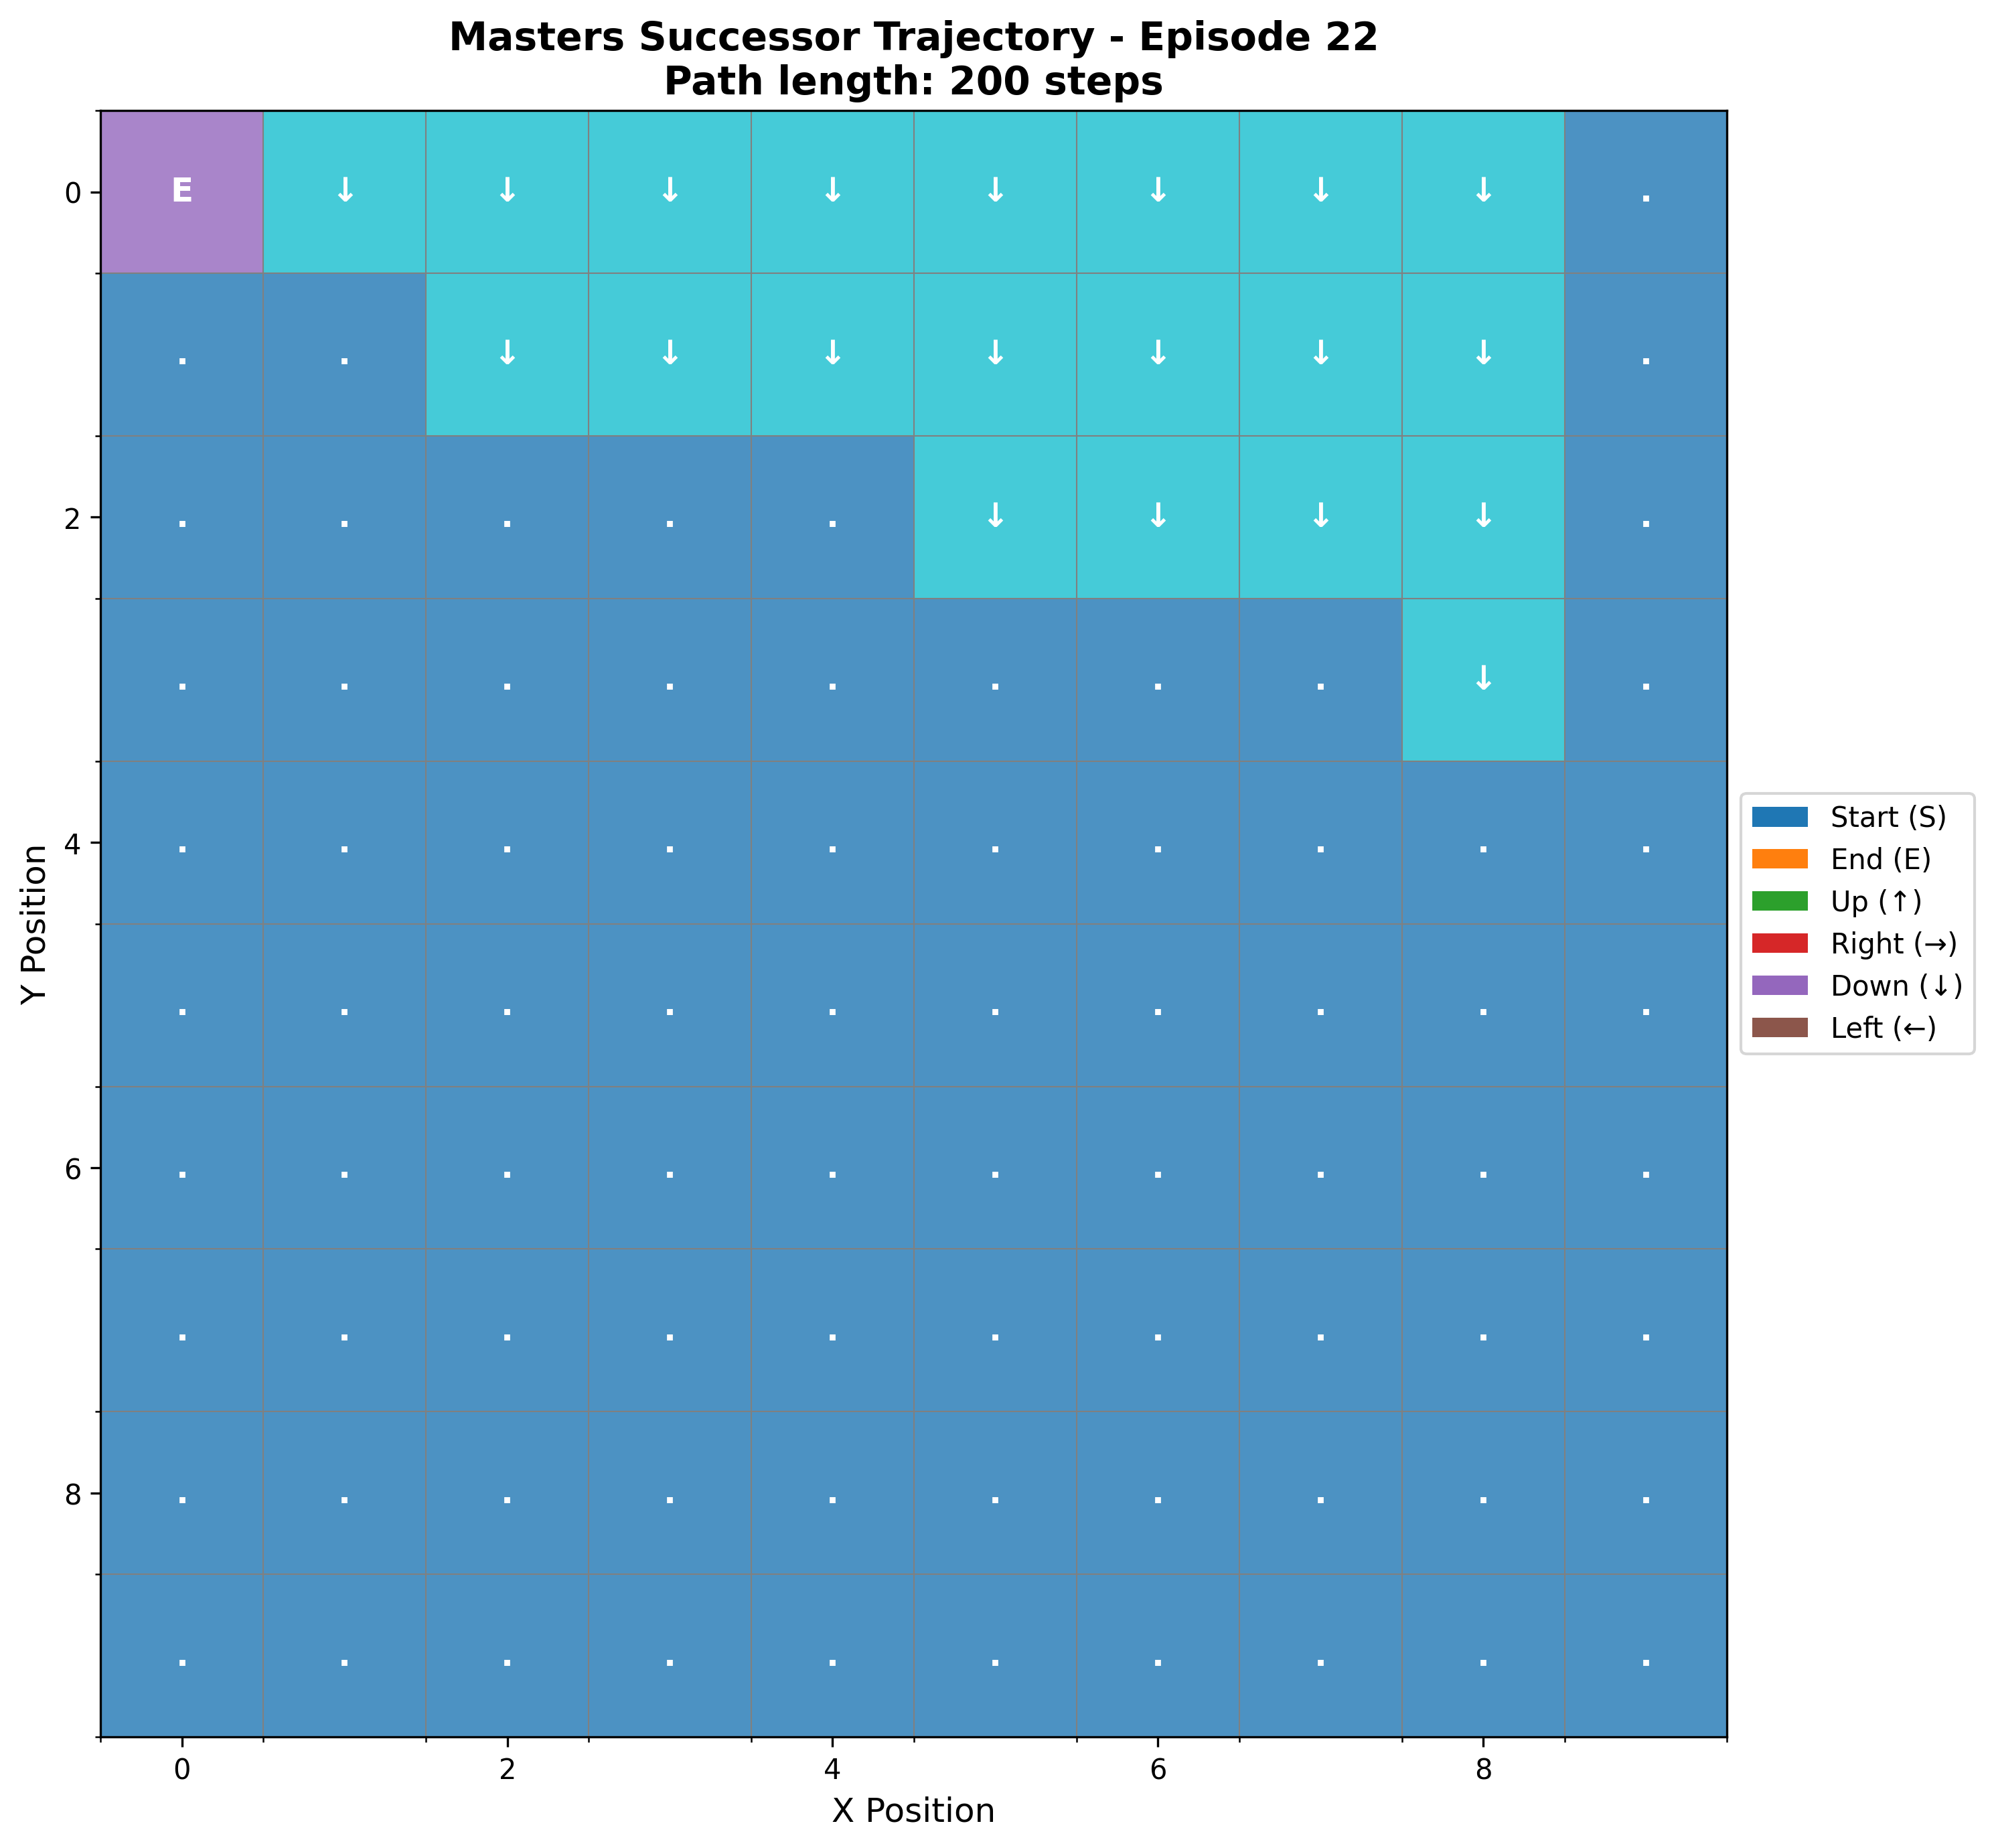 Masters Successor Trajectory - Episode 22
Path length: 200 steps
E ↓ ↓ ↓ ↓ ↓ ↓ ↓ ↓ .
. . ↓ ↓ ↓ ↓ ↓ ↓ ↓ .
. . . . . ↓ ↓ ↓ ↓ .
. . . . . . . . ↓ .
. . . . . . . . . .
. . . . . . . . . .
. . . . . . . . . .
. . . . . . . . . .
. . . . . . . . . .
. . . . . . . . . .
0
2
4
6
8
Y Position
0 2 4 6 8
X Position
Start (S)
End (E)
Up (↑)
Right (→)
Down (↓)
Left (←)